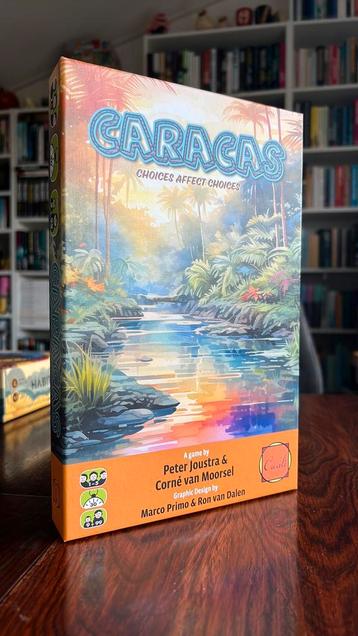 CARACAS
CHOICES AFFECT CHOICES
A game by
Peter Joustra &
Corné van Moorsel
Graphic Design by
Marco Primo & Ron van Dalen
Cwali
HAB